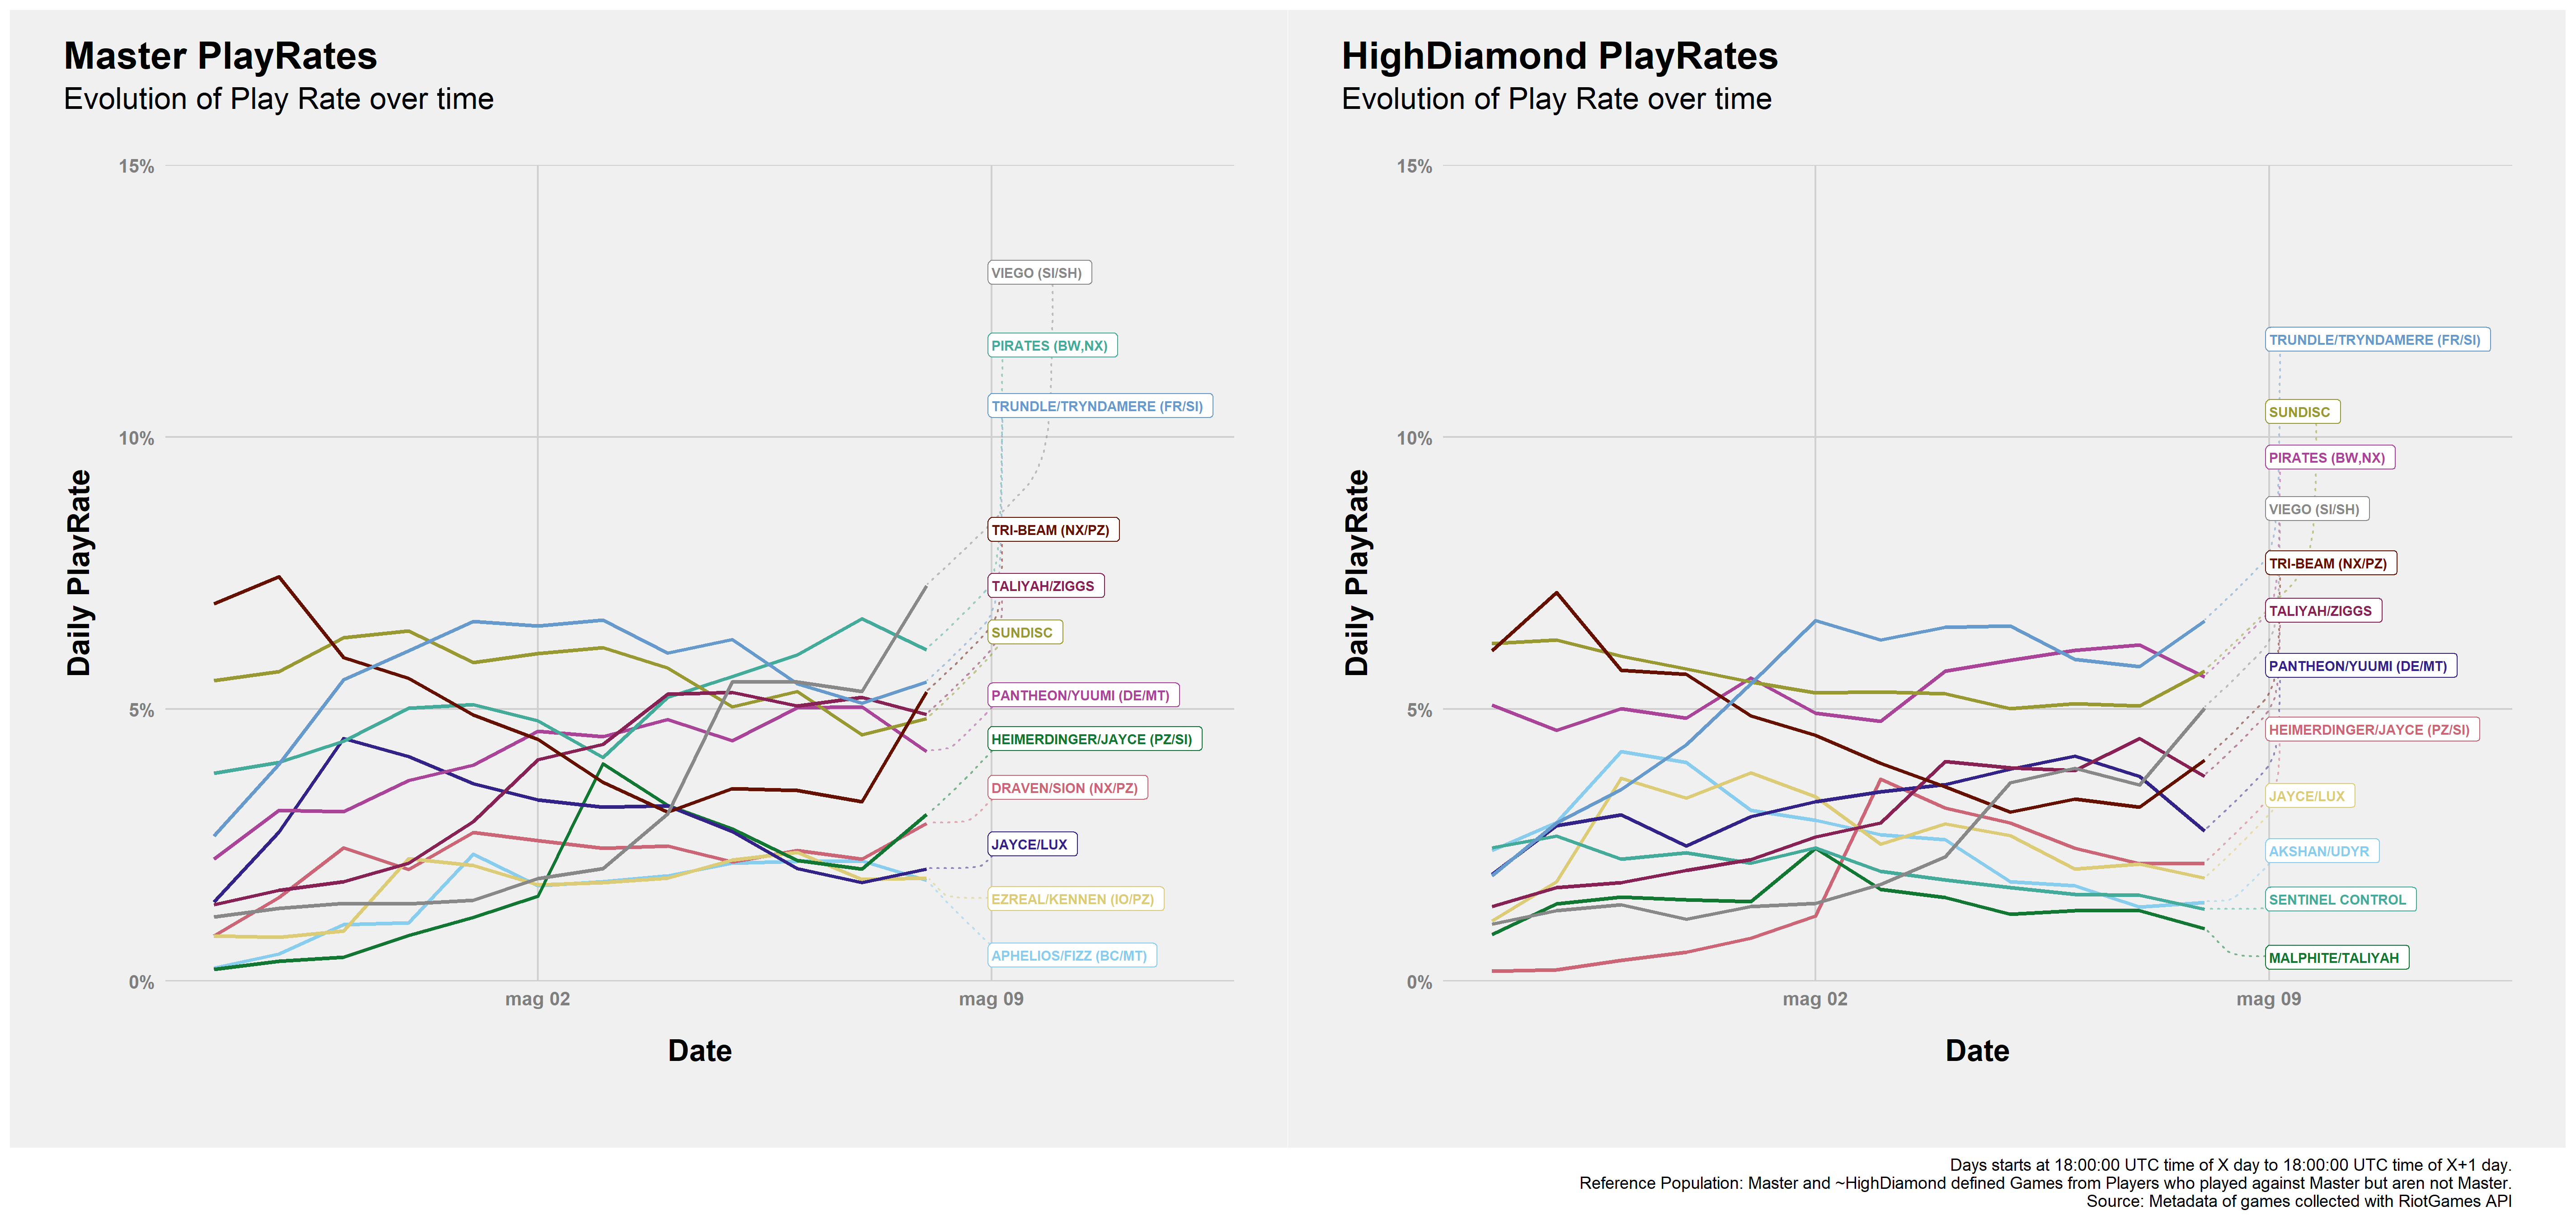 Master PlayRates
Evolution of Play Rate over time
15%
10%
5%
0%
Daily PlayRate
VIEGO (SI/SH)
PIRATES (BW,NX)
TRUNDLE/TRYNDAMERE (FR/SI)
TRI-BEAM (NX/PZ)
TALIYAH/ZIGGS
SUNDISC
PANTHEON/YUUMI (DE/MT)
HEIMERDINGER/JAYCE (PZ/SI)
DRAVEN/SION (NX/PZ)
JAYCE/LUX
EZREAL/KENNEN (IO/PZ)
APHELIOS/FIZZ (BC/MT)
mag 02
mag 09
Date
HighDiamond PlayRates
Evolution of Play Rate over time
15%
10%
5%
0%
Daily PlayRate
TRUNDLE/TRYNDAMERE (FR/SI)
SUNDISC
PIRATES (BW,NX)
VIEGO (SI/SH)
TRI-BEAM (NX/PZ)
TALIYAH/ZIGGS
PANTHEON/YUUMI (DE/MT)
HEIMERDINGER/JAYCE (PZ/SI)
JAYCE/LUX
AKSHAN/UDYR
SENTINEL CONTROL
MALPHITE/TALIYAH
mag 02
mag 09
Date
Days starts at 18:00:00 UTC time of X day to 18:00:00 UTC time of X+1 day.
Reference Population: Master and ~HighDiamond defined Games from Players who played against Master but aren not Master.
Source: Metadata of games collected with RiotGames API